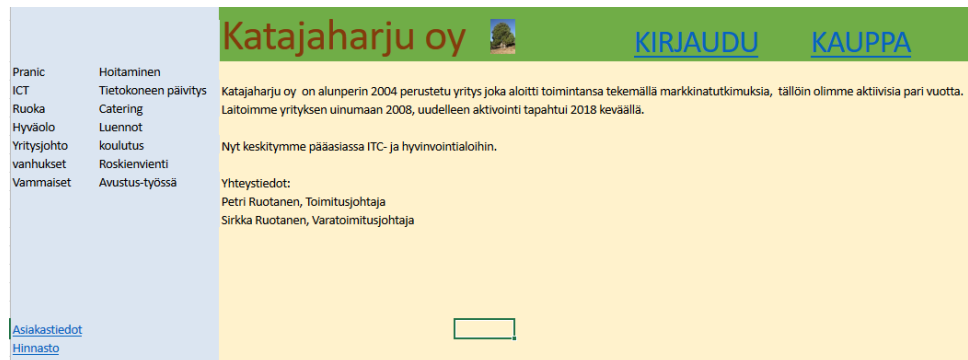 Katajaharju oy KIRJAUDU KAUPPA
Pranic Hoitaminen
ICT Tietokoneen päivitys
Ruoka Catering
Hyväolo Luennot
Yritysjohto koulutus
vanhukset Roskienvienti
Vammaiset Avustus-työssä
Katajaharju oy on alunperin 2004 perustetu yritys joka aloitti toimintansa tekemällä markkinatutkimuksia, tällöin olimme aktiivisia pari vuotta.
Laitoimme yrityksen uinumaan 2008, uudelleen aktivointi tapahtui 2018 keväällä.
Nyt keskitymme pääasiassa ITC- ja hyvinvointialoihin.
Yhteystiedot:
Petri Ruotanen, Toimitusjohtaja
Sirkka Ruotanen, Varatoimitusjohtaja
Asiakastiedot
Hinnasto